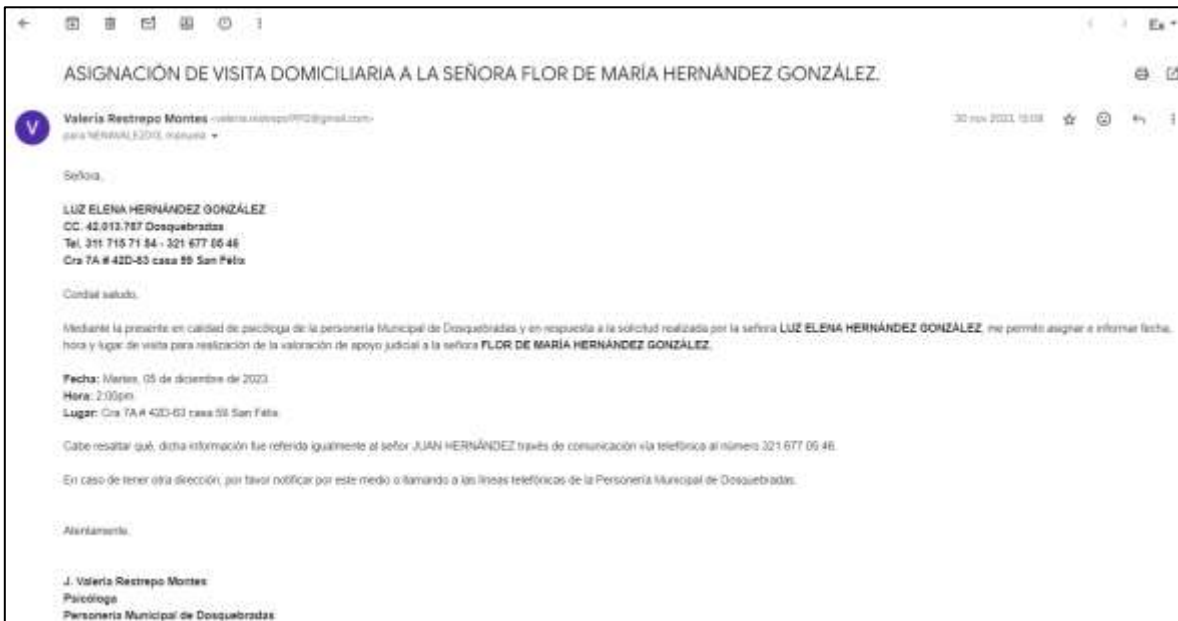 Es
ASIGNACIÓN DE VISITA DOMICILIARIA A LA SEÑORA FLOR DE MARÍA HERNÁNDEZ GONZÁLEZ.
V
Valeria Restrepo Montes
30 nov 2023,
para
Señora,
LUZ ELENA HERNÁNDEZ GONZÁLEZ
CC. 42.013.767 Dosquebradas
Tel. 311 715 71 84 - 321 677 05 46
Cra 7A # 42D-63 casa 59 San Félix
Cordial saludo,
Mediante la presente en calidad de psicóloga de la personería Municipal de Dosquebradas y en respuesta a la solicitud realizada por la señora LUZ ELENA HERNÁNDEZ GONZÁLEZ, me permito asignar e informar fecha,
hora y lugar de visita para realización de la valoración de apoyo judicial a la señora FLOR DE MARÍA HERNÁNDEZ GONZÁLEZ.
Fecha: Martes, 05 de diciembre de 2023
Hora: 2:00pm
Lugar: Cra 7A # 42D-63 casa 59 San Félix
Cabe resaltar qué, dicha información fue referida igualmente al señor JUAN HERNÁNDEZ través de comunicación vía telefónica al número 321 677 05 46.
En caso de tener otra dirección, por favor notificar por este medio o llamando a las líneas telefónicas de la Personería Municipal de Dosquebradas.
Atentamente,
J. Valeria Restrepo Montes
Psicóloga
Personería Municipal de Dosquebradas